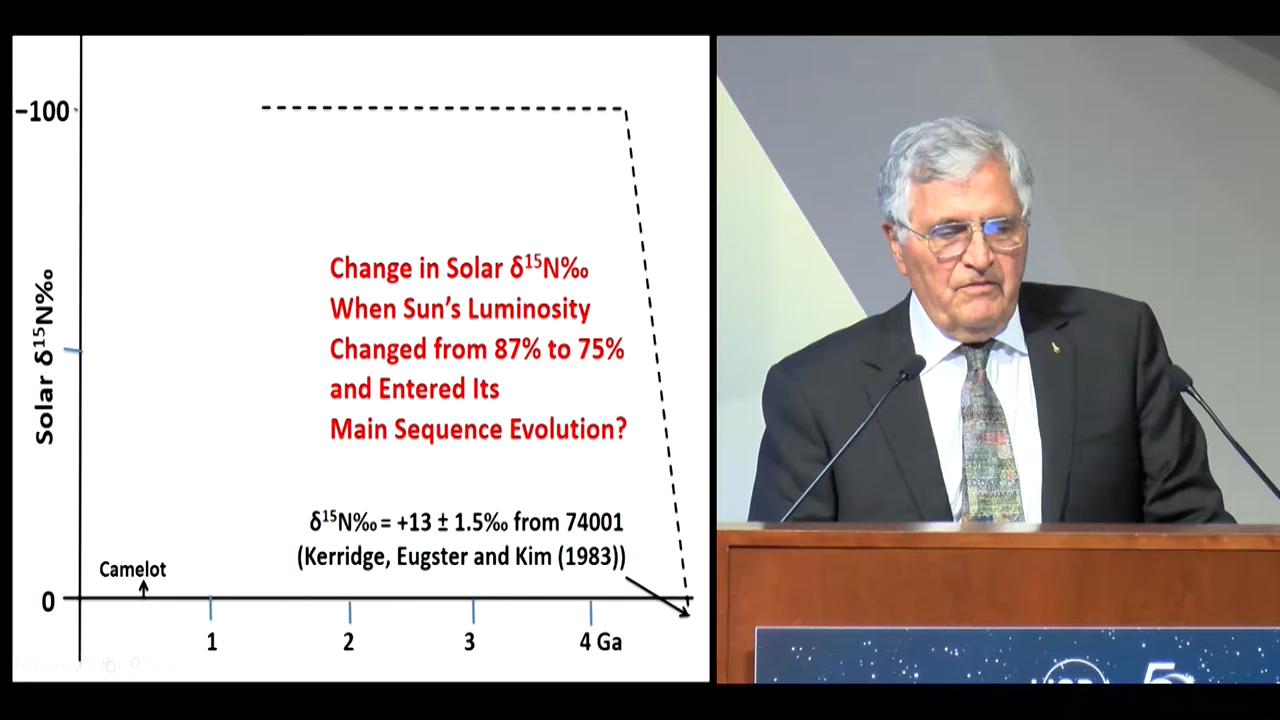 −100
Solar δ¹⁵N‰
Change in Solar δ¹⁵N‰
When Sun's Luminosity
Changed from 87% to 75%
and Entered Its
Main Sequence Evolution?
δ¹⁵N‰ = +13 ± 1.5‰ from 74001
(Kerridge, Eugster and Kim (1983))
Camelot
0
1 2 3 4 Ga